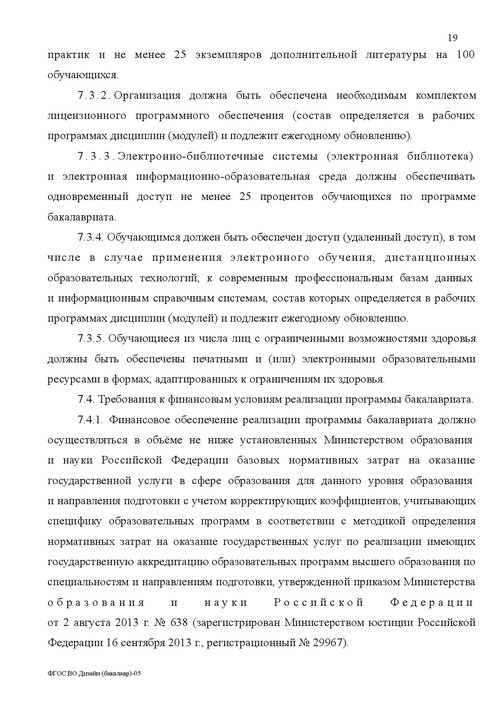 19
практик и не менее 25 экземпляров дополнительной литературы на 100
обучающихся.
7.3.2. Организация должна быть обеспечена необходимым комплектом
лицензионного программного обеспечения (состав определяется в рабочих
программах дисциплин (модулей) и подлежит ежегодному обновлению).
7.3.3. Электронно-библиотечные системы (электронная библиотека)
и электронная информационно-образовательная среда должны обеспечивать
одновременный доступ не менее 25 процентов обучающихся по программе
бакалавриата.
7.3.4. Обучающимся должен быть обеспечен доступ (удаленный доступ), в том
числе в случае применения электронного обучения, дистанционных
образовательных технологий, к современным профессиональным базам данных
и информационным справочным системам, состав которых определяется в рабочих
программах дисциплин (модулей) и подлежит ежегодному обновлению.
7.3.5. Обучающиеся из числа лиц с ограниченными возможностями здоровья
должны быть обеспечены печатными и (или) электронными образовательными
ресурсами в формах, адаптированных к ограничениям их здоровья.
7.4. Требования к финансовым условиям реализации программы бакалавриата.
7.4.1. Финансовое обеспечение реализации программы бакалавриата должно
осуществляться в объёме не ниже установленных Министерством образования
и науки Российской Федерации базовых нормативных затрат на оказание
государственной услуги в сфере образования для данного уровня образования
и направления подготовки с учетом корректирующих коэффициентов, учитывающих
специфику образовательных программ в соответствии с методикой определения
нормативных затрат на оказание государственных услуг по реализации имеющих
государственную аккредитацию образовательных программ высшего образования по
специальностям и направлениям подготовки, утвержденной приказом Министерства
образования и науки Российской Федерации
от 2 августа 2013 г. № 638 (зарегистрирован Министерством юстиции Российской
Федерации 16 сентября 2013 г., регистрационный № 29967).
ФГОС ВО Дизайн (бакалавр)-05